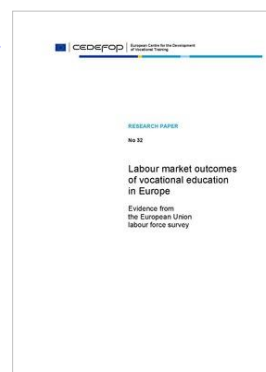 CEDEFOP
European Centre for the Development
of Vocational Training
RESEARCH PAPER
No 32
Labour market outcomes
of vocational education
in Europe
Evidence from
the European Union
labour force survey